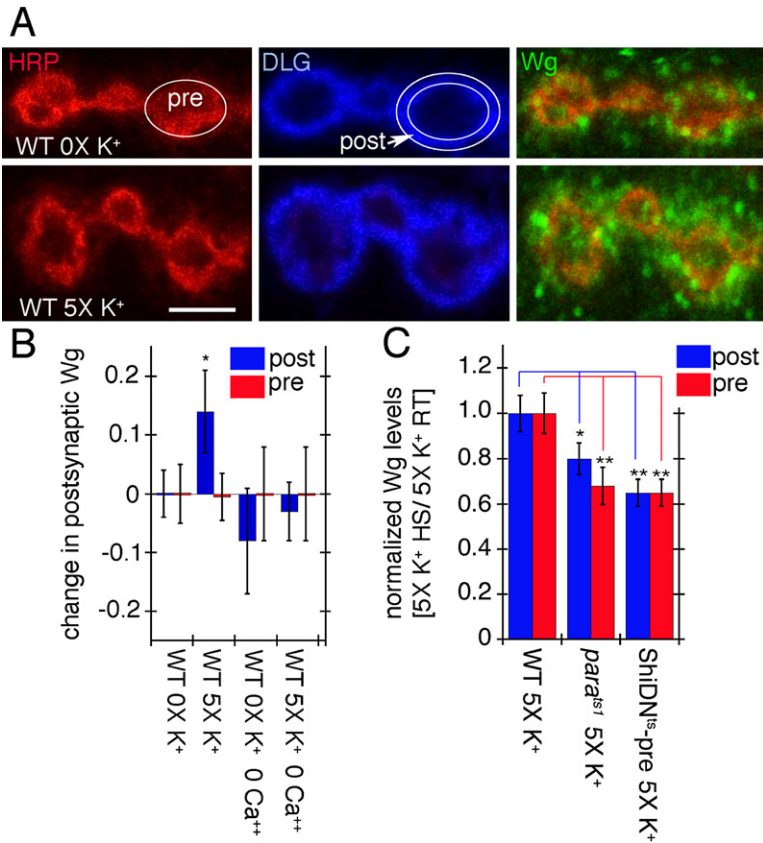 A
HRP
pre
WT 0X K⁺
DLG
post
Wg
WT 5X K⁺
B
change in postsynaptic Wg
0.2
0.1
0
-0.1
-0.2
*
post
pre
WT 0X K⁺
WT 5X K⁺
WT 0X K⁺ 0 Ca⁺⁺
WT 5X K⁺ 0 Ca⁺⁺
C
normalized Wg levels
[5X K⁺ HS/ 5X K⁺ RT]
1.2
1.0
0.8
0.6
0.4
0.2
0
post
pre
* ** ** **
WT 5X K⁺
para^ts1 5X K⁺
ShiDN^ts-pre 5X K⁺